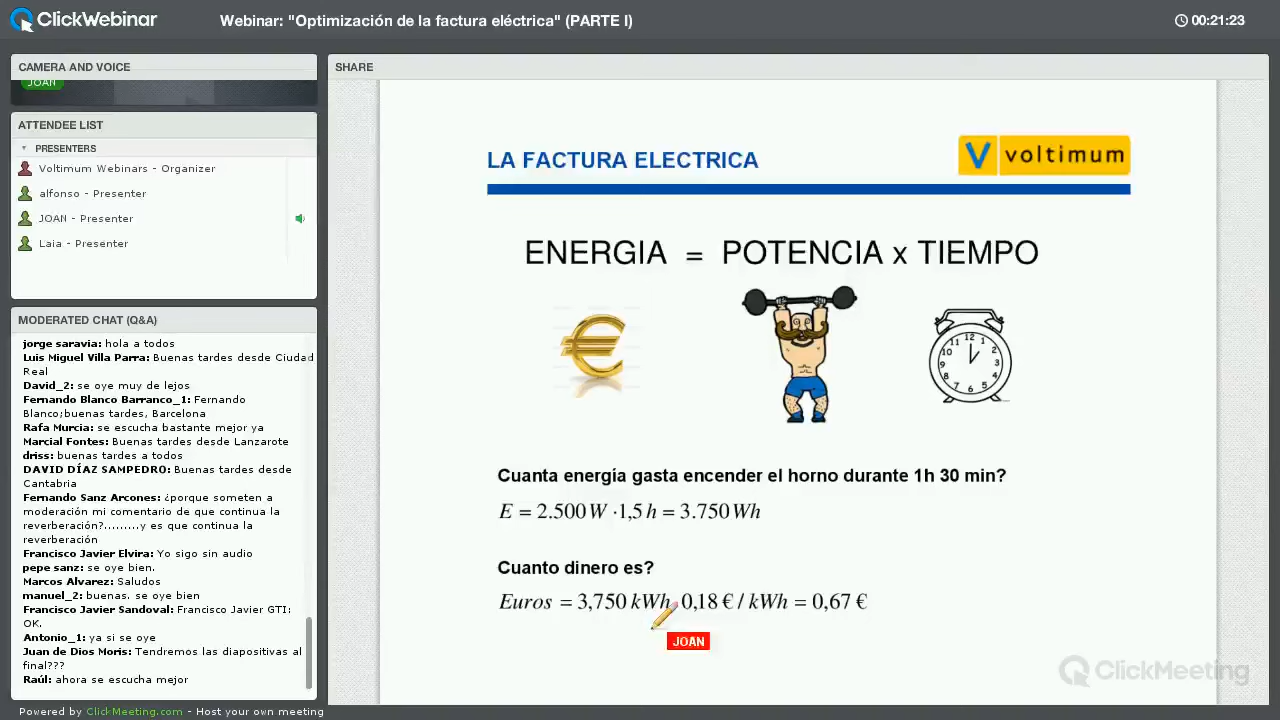 ClickWebinar
Webinar: "Optimización de la factura eléctrica" (PARTE I)
00:21:23
CAMERA AND VOICE
JOAN
ATTENDEE LIST
PRESENTERS
Voltimum Webinars - Organizer
alfonso - Presenter
JOAN - Presenter
Laia - Presenter
MODERATED CHAT (Q&A)
jorge sandoval: hola a todos
Luis Miguel Villa Parra: Buenas tardes desde Ciudad
Real
David_2: se oye muy de lejos
Fernando Blanco Barranco_1: Fernando
Blanco;buenas tardes, Barcelona
Rafa Murcia: se escucha bastante mejor ya
Marcial Fontes: Buenas tardes desde Lanzarote
driss: buenas tardes a todos
DAVID DÍAZ SAMPEDRO: Buenas tardes desde
Cantabria
Fernando Sanz Arcones: ¿porque someten a
moderación mi comentario de que continua la
reverberación?........y es que continua la
reverberación
Francisco Javier Elvira: Yo sigo sin audio
pepe sanz: se oye bien.
Marcos Alvarez: Saludos
manuel_2: buenas, se oye bien
Francisco Javier Sandoval: Francisco Javier GTI:
OK.
Antonio_1: ya si se oye
Juan de Dios Moris: Tendremos las diapositivas al
final???
Raúl: ahora se escucha mejor
Powered by ClickMeeting.com - Host your own meeting
SHARE
LA FACTURA ELECTRICA
voltimum
ENERGIA = POTENCIA x TIEMPO
Cuanta energía gasta encender el horno durante 1h 30 min?
E = 2.500 W ·1,5 h = 3.750 Wh
Cuanto dinero es?
Euros = 3,750 kWh 0,18 € / kWh = 0,67 €
JOAN
ClickMeeting